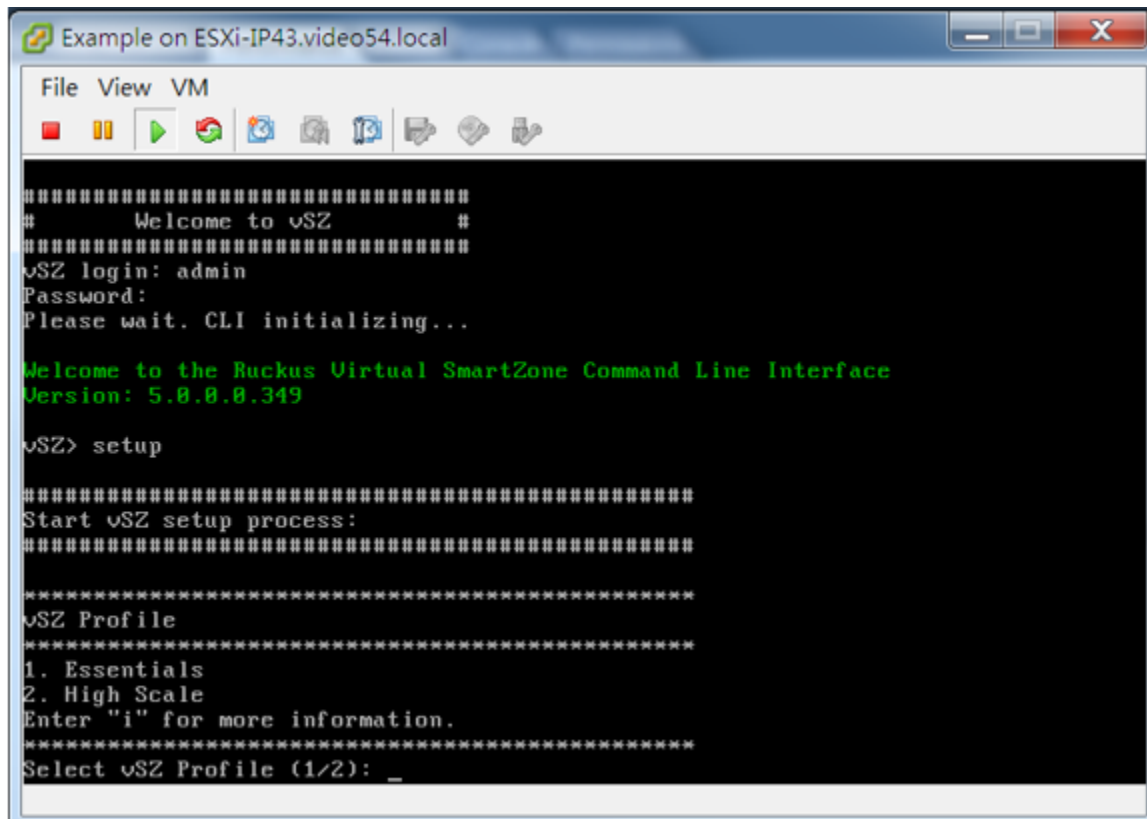 Example on ESXi-IP43.video54.local
File View VM
################################
# Welcome to vSZ #
################################
vSZ login: admin
Password:
Please wait. CLI initializing...
Welcome to the Ruckus Virtual SmartZone Command Line Interface
Version: 5.0.0.0.349
vSZ> setup
################################################
Start vSZ setup process:
################################################
************************************************
vSZ Profile
************************************************
1. Essentials
2. High Scale
Enter "i" for more information.
************************************************
Select vSZ Profile (1/2): _